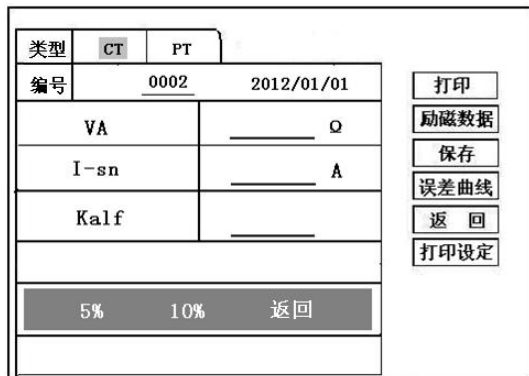 类型 CT PT
编号 0002 2012/01/01
VA Ω
I-sn A
Kalf
5% 10% 返回
打印
励磁数据
保存
误差曲线
返 回
打印设定